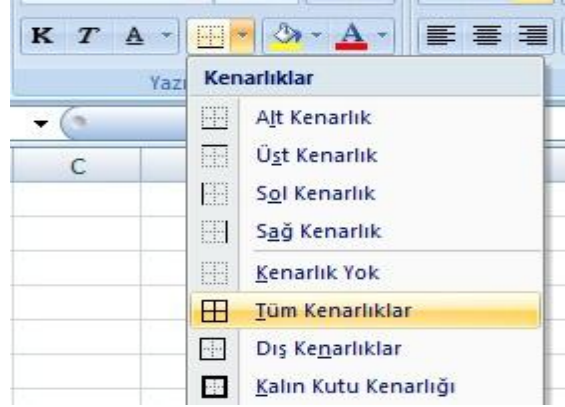 K T A A
Yazı
Kenarlıklar
Alt Kenarlık
Üst Kenarlık
C
Sol Kenarlık
Sağ Kenarlık
Kenarlık Yok
Tüm Kenarlıklar
Dış Kenarlıklar
Kalın Kutu Kenarlığı